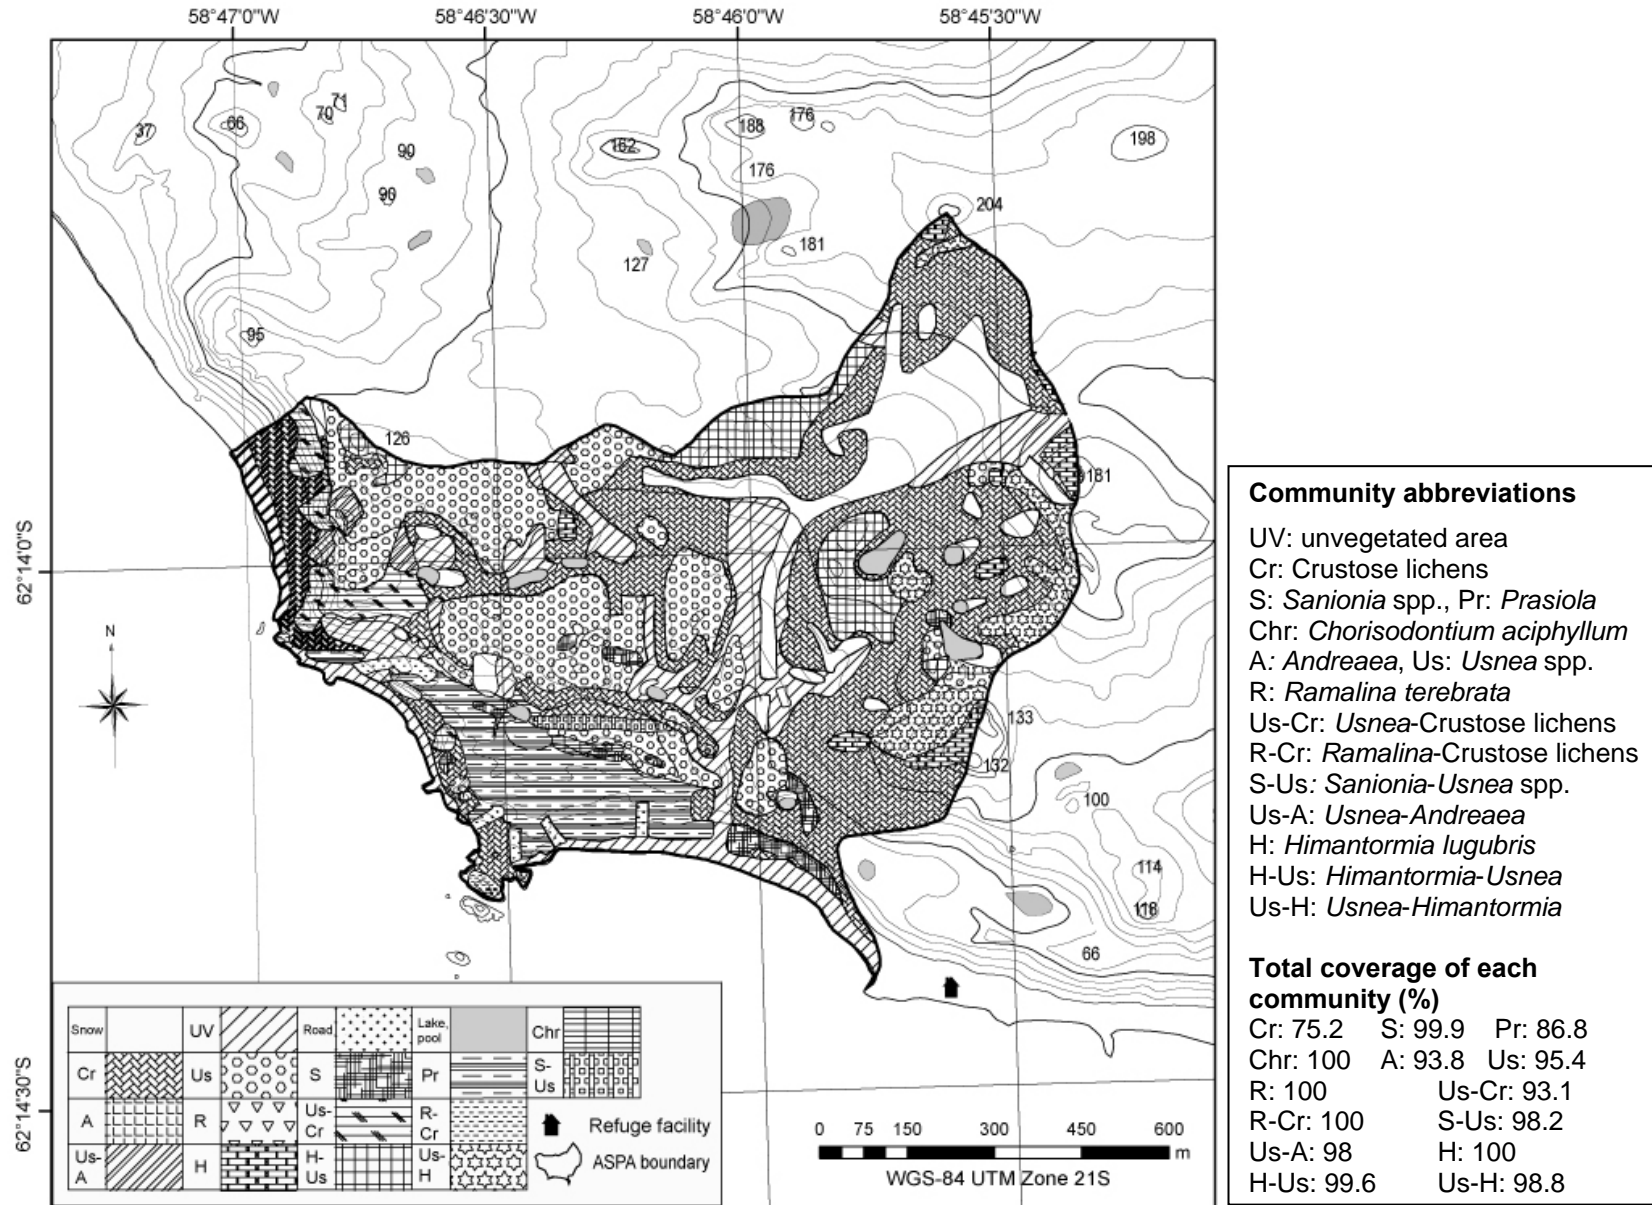 58°47'0"W
58°46'30"W
58°46'0"W
58°45'30"W
71
70
66
37
90
90
162
188
176
176
198
204
181
127
95
126
181
62°14'0"S
N
133
132
100
114
118
66
62°14'30"S
Snow
UV
Road
Lake, pool
Chr
Cr
Us
S
Pr
S-Us
A
R
Us-Cr
R-Cr
Us-A
H
H-Us
Us-H
Refuge facility
ASPA boundary
0 75 150 300 450 600 m
WGS-84 UTM Zone 21S
Community abbreviations
UV: unvegetated area
Cr: Crustose lichens
S: Sanionia spp., Pr: Prasiola
Chr: Chorisodontium aciphyllum
A: Andreaea, Us: Usnea spp.
R: Ramalina terebrata
Us-Cr: Usnea-Crustose lichens
R-Cr: Ramalina-Crustose lichens
S-Us: Sanionia-Usnea spp.
Us-A: Usnea-Andreaea
H: Himantormia lugubris
H-Us: Himantormia-Usnea
Us-H: Usnea-Himantormia
Total coverage of each
community (%)
Cr: 75.2 S: 99.9 Pr: 86.8
Chr: 100 A: 93.8 Us: 95.4
R: 100 Us-Cr: 93.1
R-Cr: 100 S-Us: 98.2
Us-A: 98 H: 100
H-Us: 99.6 Us-H: 98.8